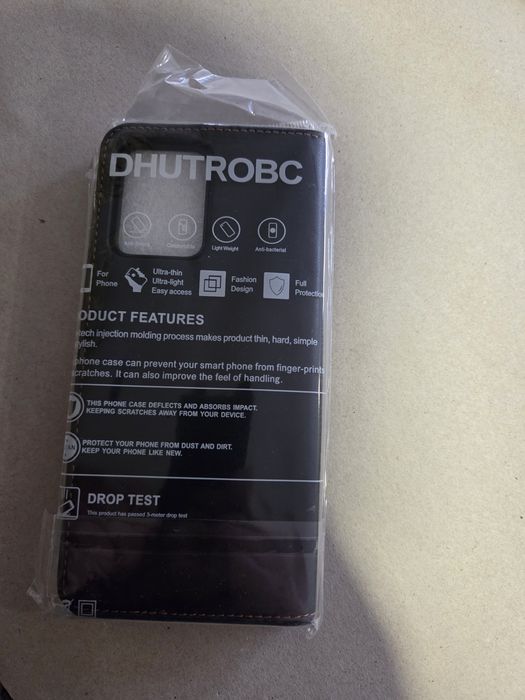 DHUTROBC
Light Weight
Anti-bacterial
For
Phone
Ultra-thin
Ultra-light
Easy access
Fashion
Design
Full
Protectio
ODUCT FEATURES
tech injection molding process makes product thin, hard, simple
tylish.
phone case can prevent your smart phone from finger-prints
cratches. It can also improve the feel of handling.
THIS PHONE CASE DEFLECTS AND ABSORBS IMPACT.
KEEPING SCRATCHES AWAY FROM YOUR DEVICE.
PROTECT YOUR PHONE FROM DUST AND DIRT.
KEEP YOUR PHONE LIKE NEW.
DROP TEST
This product has passed 3-meter drop test